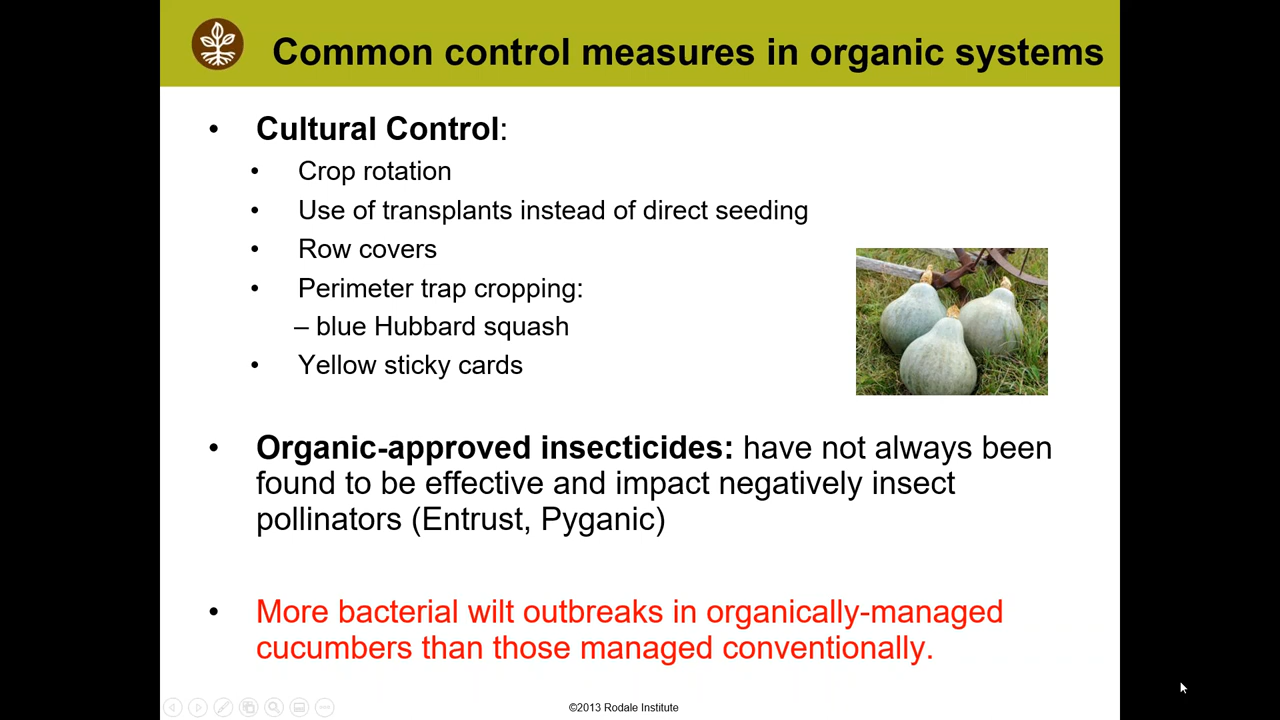 Common control measures in organic systems
• Cultural Control:
• Crop rotation
• Use of transplants instead of direct seeding
• Row covers
• Perimeter trap cropping:
– blue Hubbard squash
• Yellow sticky cards
• Organic-approved insecticides: have not always been
found to be effective and impact negatively insect
pollinators (Entrust, Pyganic)
• More bacterial wilt outbreaks in organically-managed
cucumbers than those managed conventionally.
©2013 Rodale Institute